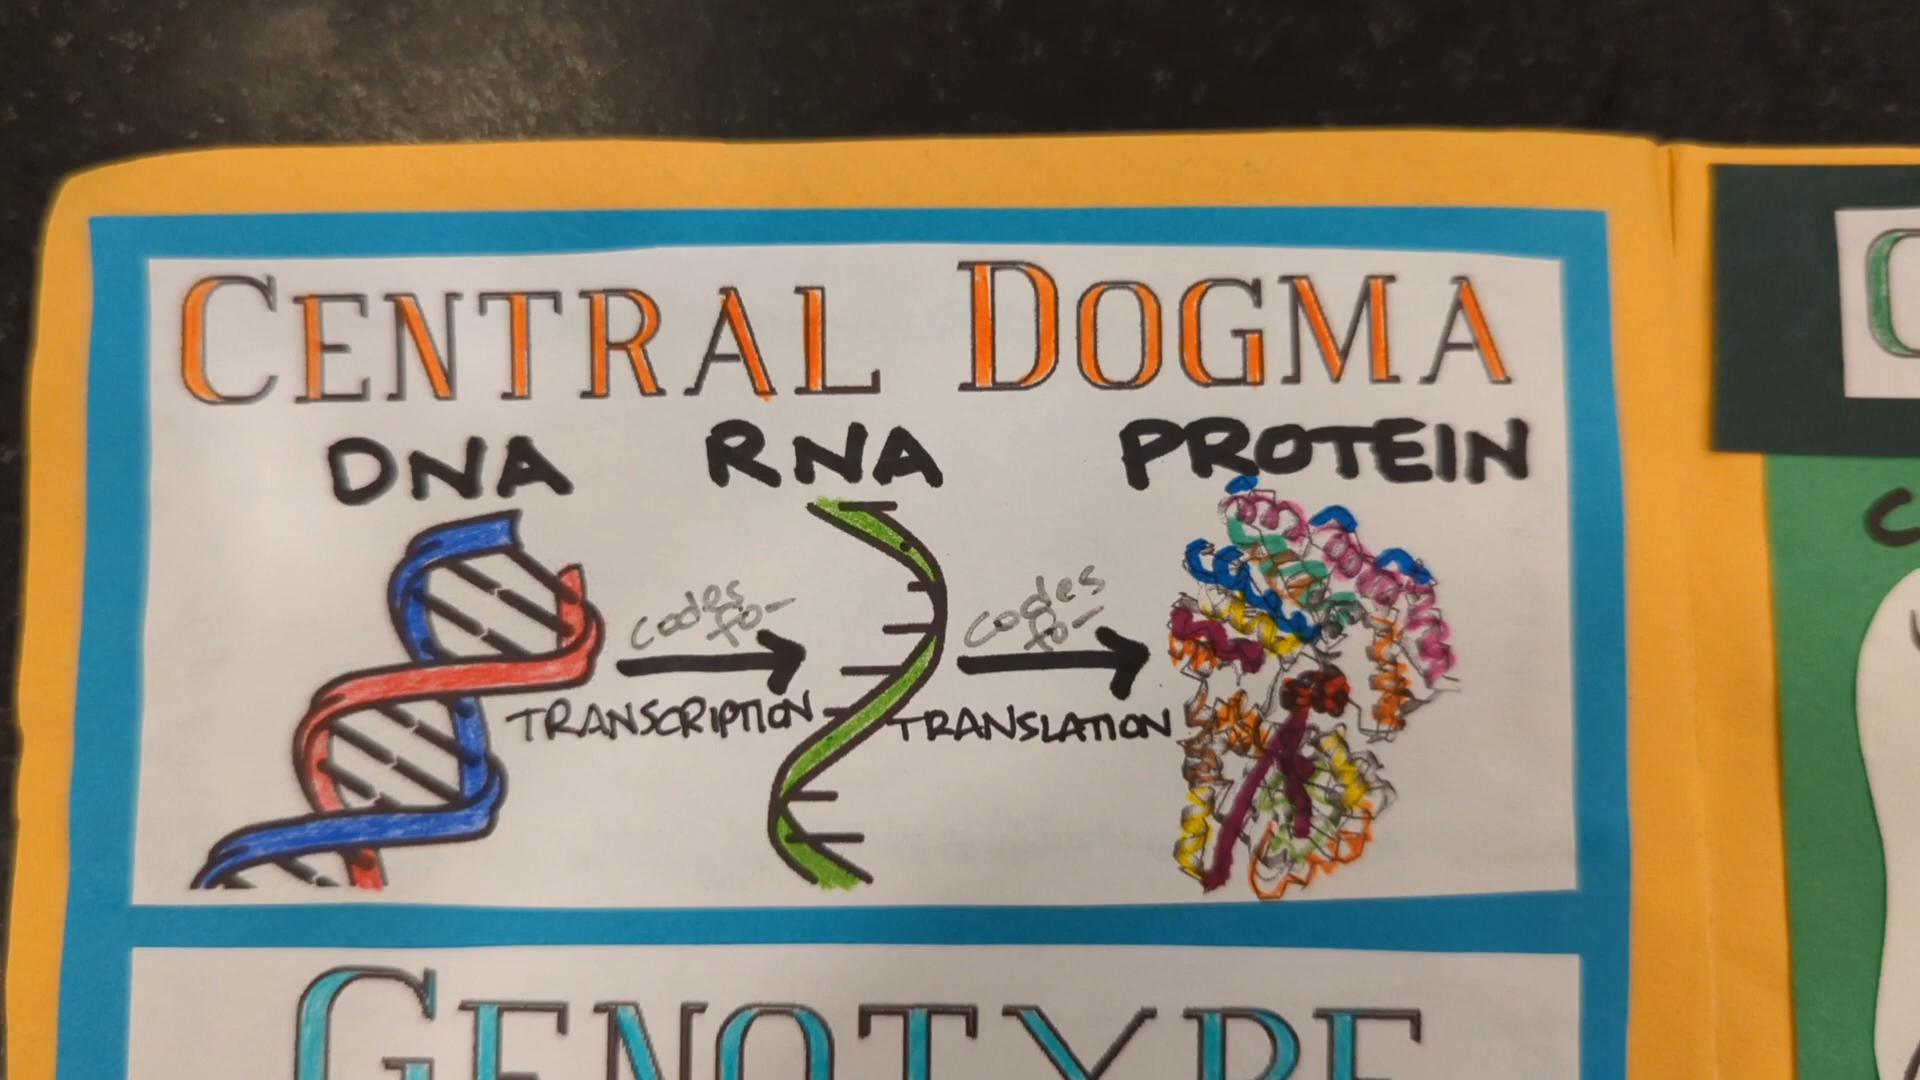 CENTRAL DOGMA
DNA RNA PROTEIN
codes for codes for
TRANSCRIPTION TRANSLATION
GENOTYPE